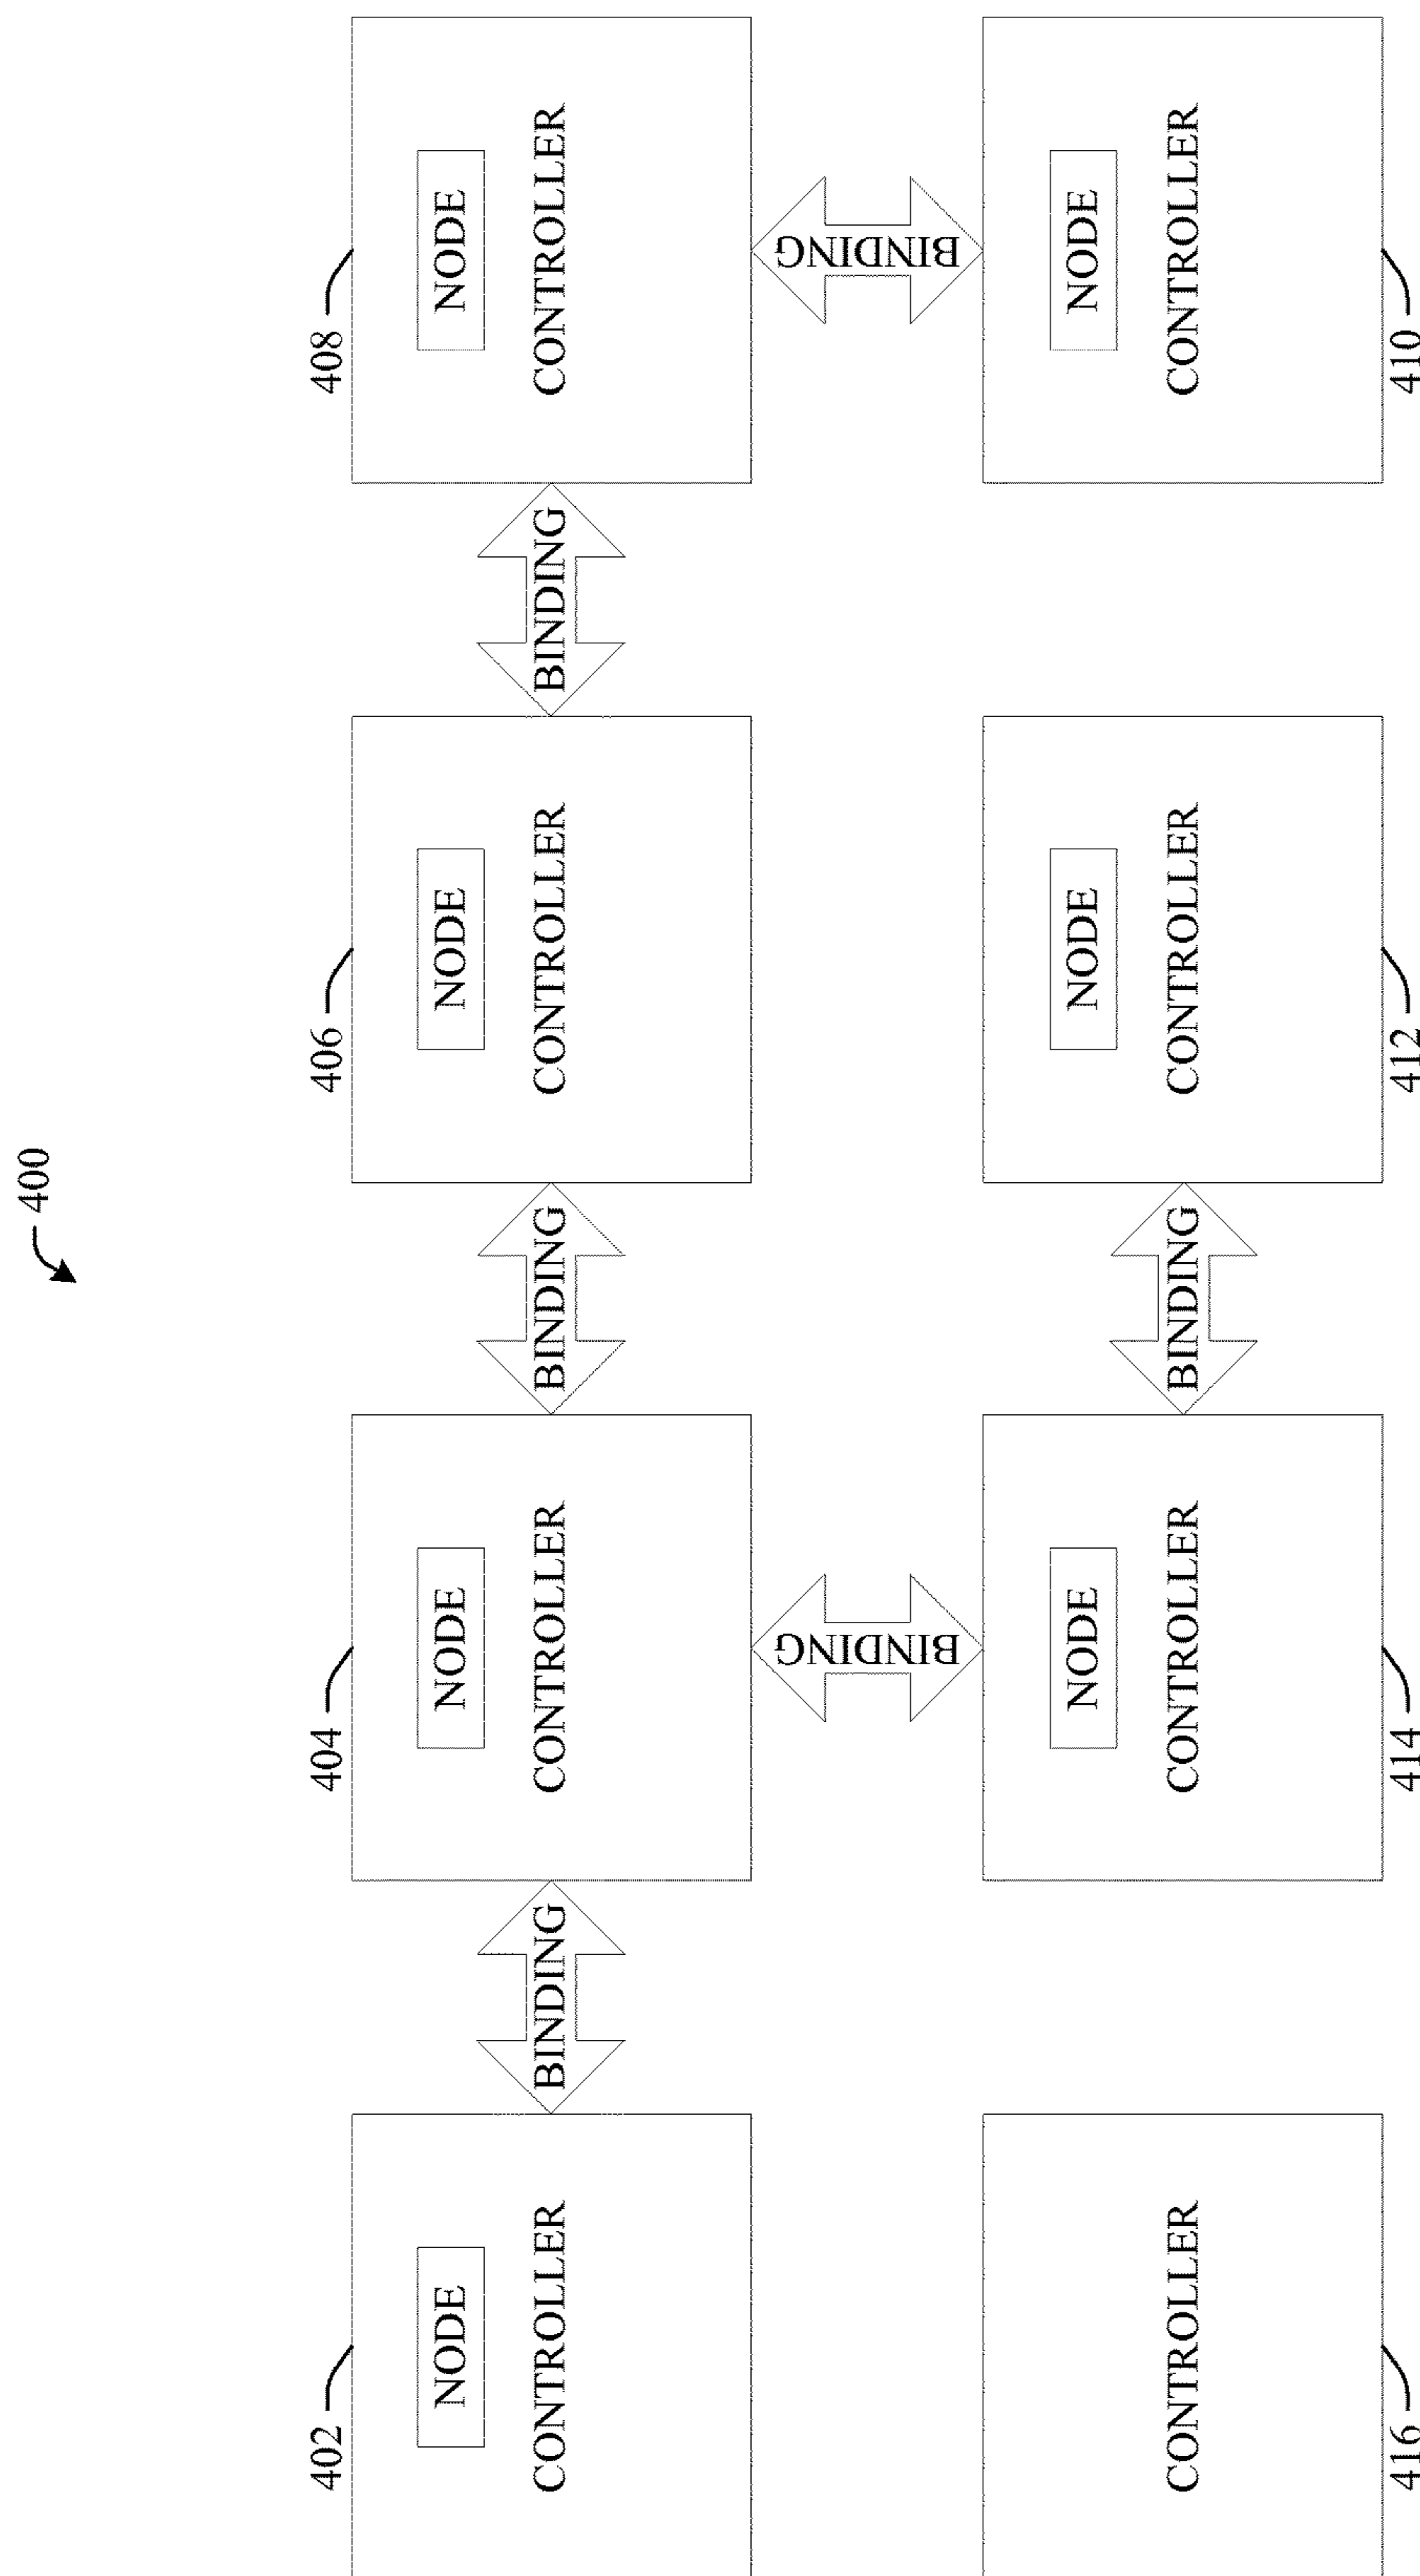 400
402
404
406
408
NODE
CONTROLLER
BINDING
NODE
CONTROLLER
BINDING
NODE
CONTROLLER
BINDING
NODE
CONTROLLER
BINDING
BINDING
CONTROLLER
NODE
CONTROLLER
BINDING
NODE
CONTROLLER
NODE
CONTROLLER
416
414
412
410